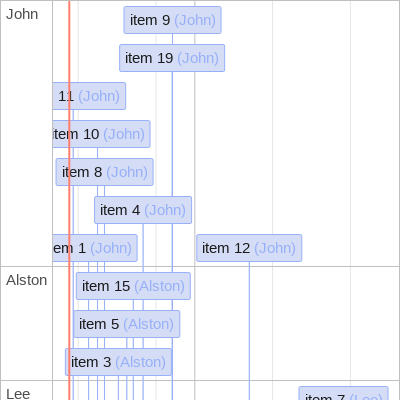 John
item 9 (John)
item 19 (John)
11 (John)
item 10 (John)
item 8 (John)
item 4 (John)
em 1 (John)
item 12 (John)
Alston
item 15 (Alston)
item 5 (Alston)
item 3 (Alston)
Lee
item 7 (Lee)